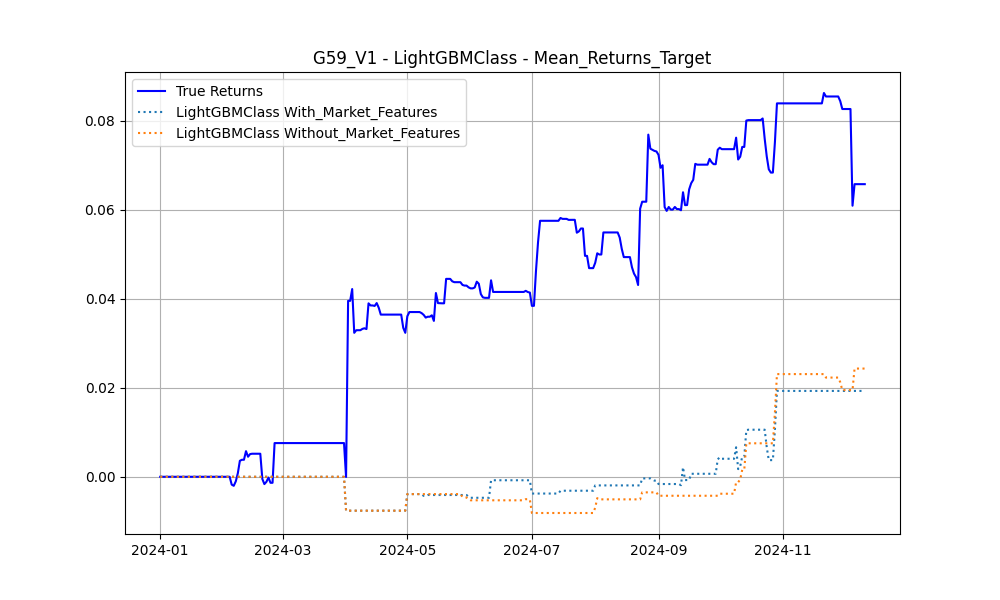 G59_V1 - LightGBMClass - Mean_Returns_Target
True Returns
LightGBMClass With_Market_Features
LightGBMClass Without_Market_Features
0.08
0.06
0.04
0.02
0.00
2024-01 2024-03 2024-05 2024-07 2024-09 2024-11